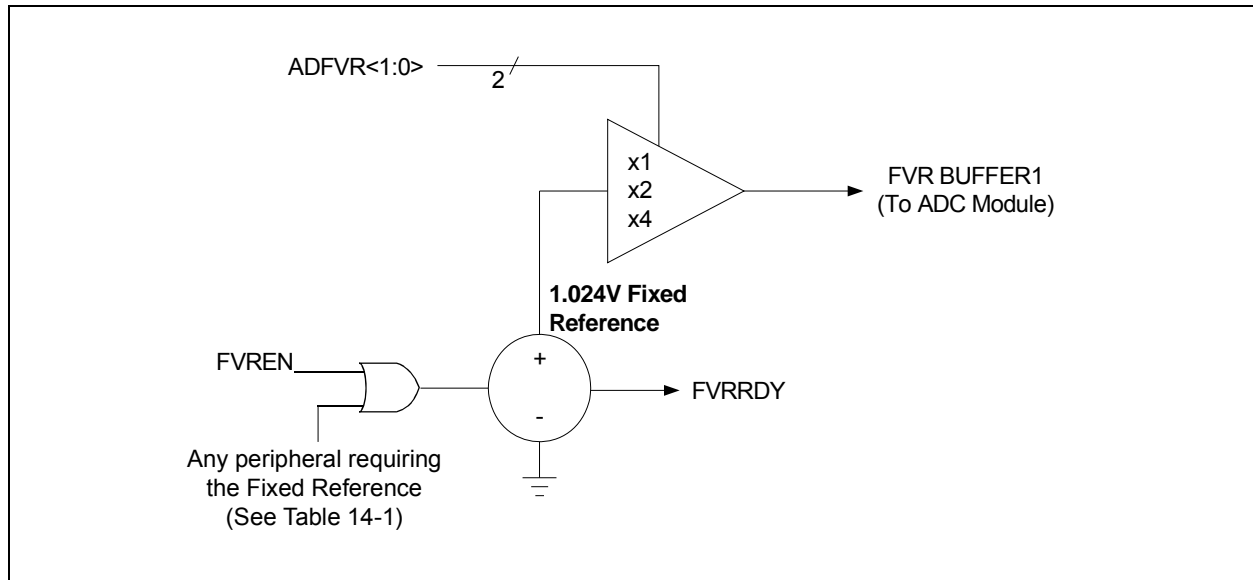 ADFVR<1:0>
2
x1
x2
x4
FVR BUFFER1
(To ADC Module)
1.024V Fixed
Reference
FVREN
+
-
FVRRDY
Any peripheral requiring
the Fixed Reference
(See Table 14-1)